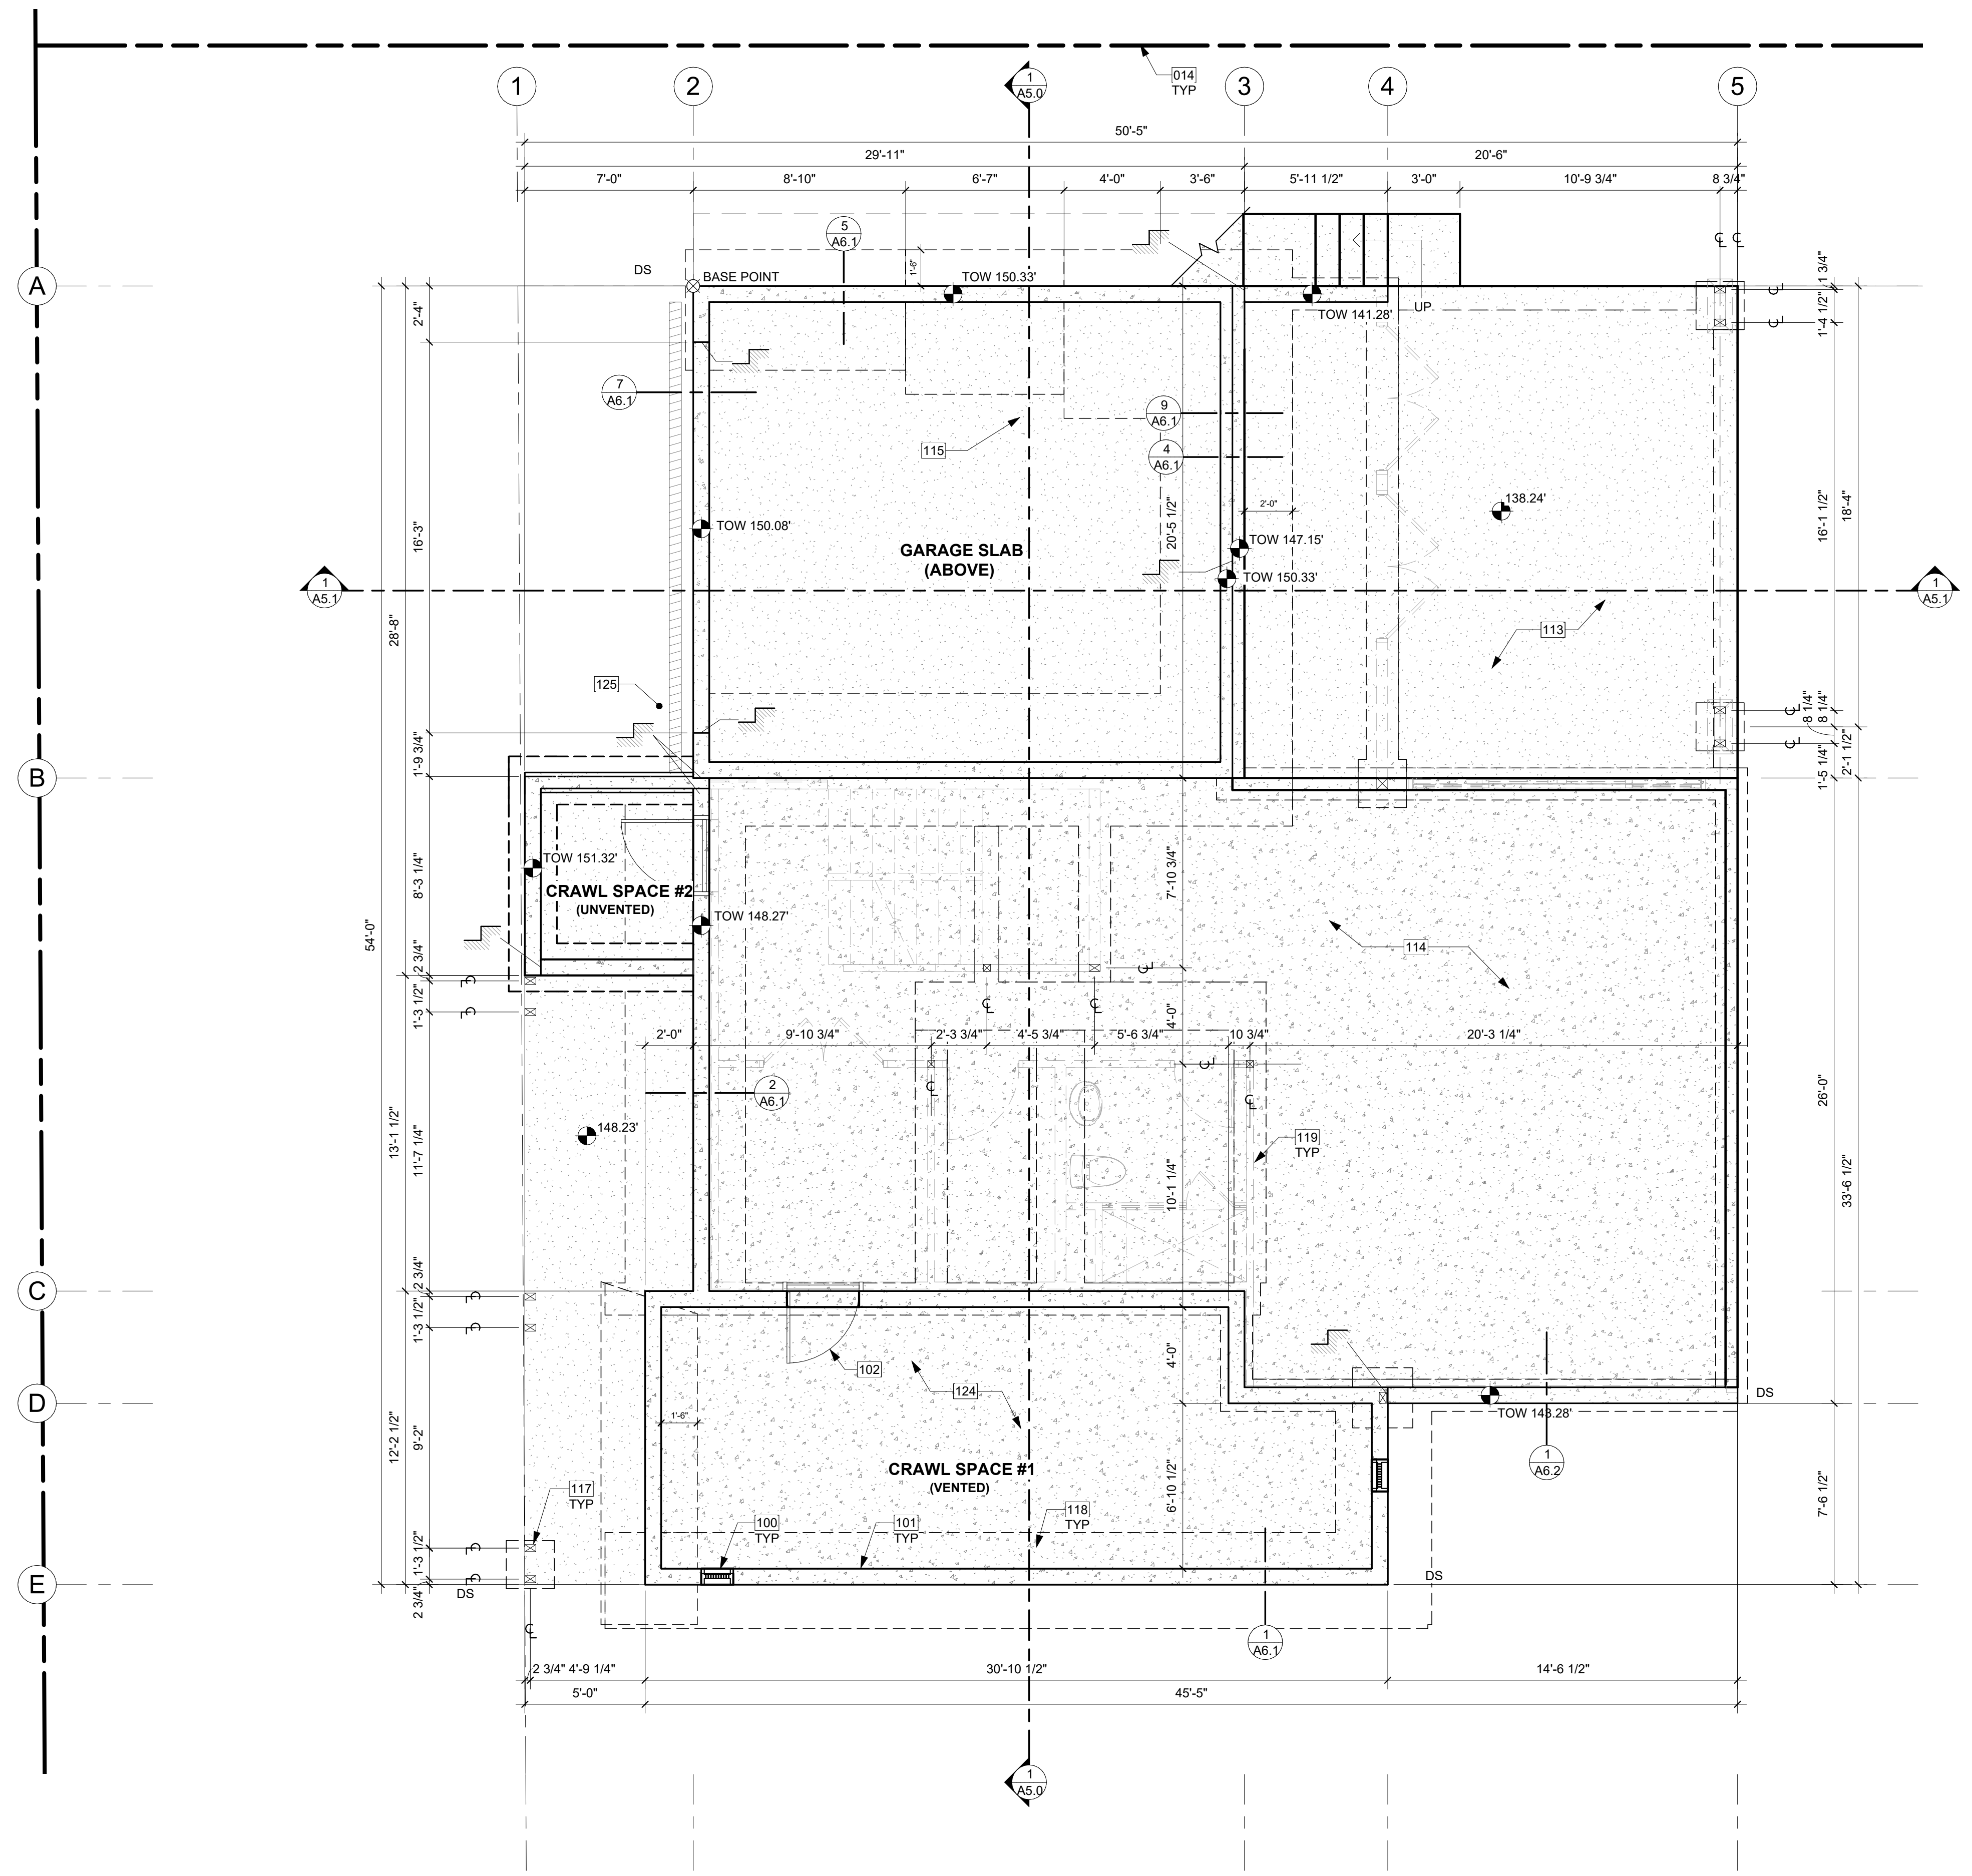 014
TYP
1
2
1
A5.0
3
4
5
50'-5"
29'-11"
20'-6"
7'-0"
8'-10"
6'-7"
4'-0"
3'-6"
5'-11 1/2"
3'-0"
10'-9 3/4"
8 3/4"
5
A6.1
DS
BASE POINT
1'-6"
TOW 150.33'
TOW 141.28'
UP
A
2'-4"
1 3/4"
1'-4 1/2"
7
A6.1
9
A6.1
4
A6.1
115
138.24'
2'-0"
20'-5 1/2"
16'-3"
TOW 150.08'
TOW 147.15'
TOW 150.33'
GARAGE SLAB
(ABOVE)
16'-1 1/2"
18'-4"
1
A5.1
1
A5.1
28'-8"
113
125
8 1/4"
8 1/4"
1'-9 3/4"
B
1'-5 1/4"
2'-1 1/2"
TOW 151.32'
CRAWL SPACE #2
(UNVENTED)
8'-3 1/4"
TOW 148.27'
7'-10 3/4"
54'-0"
114
2 3/4"
1'-3 1/2"
4'-0"
2'-0"
9'-10 3/4"
2'-3 3/4"
4'-5 3/4"
5'-6 3/4"
10 3/4"
20'-3 1/4"
2
A6.1
26'-0"
148.23'
13'-1 1/2"
11'-7 1/4"
119
TYP
10'-1 1/4"
33'-6 1/2"
C
2 3/4"
1'-3 1/2"
102
4'-0"
124
1'-6"
D
DS
TOW 148.28'
12'-2 1/2"
9'-2"
CRAWL SPACE #1
(VENTED)
1
A6.2
117
TYP
100
TYP
101
TYP
118
TYP
6'-10 1/2"
7'-6 1/2"
1'-3 1/2"
E
2 3/4"
DS
DS
1
A6.1
2 3/4"
4'-9 1/4"
30'-10 1/2"
14'-6 1/2"
5'-0"
45'-5"
1
A5.0